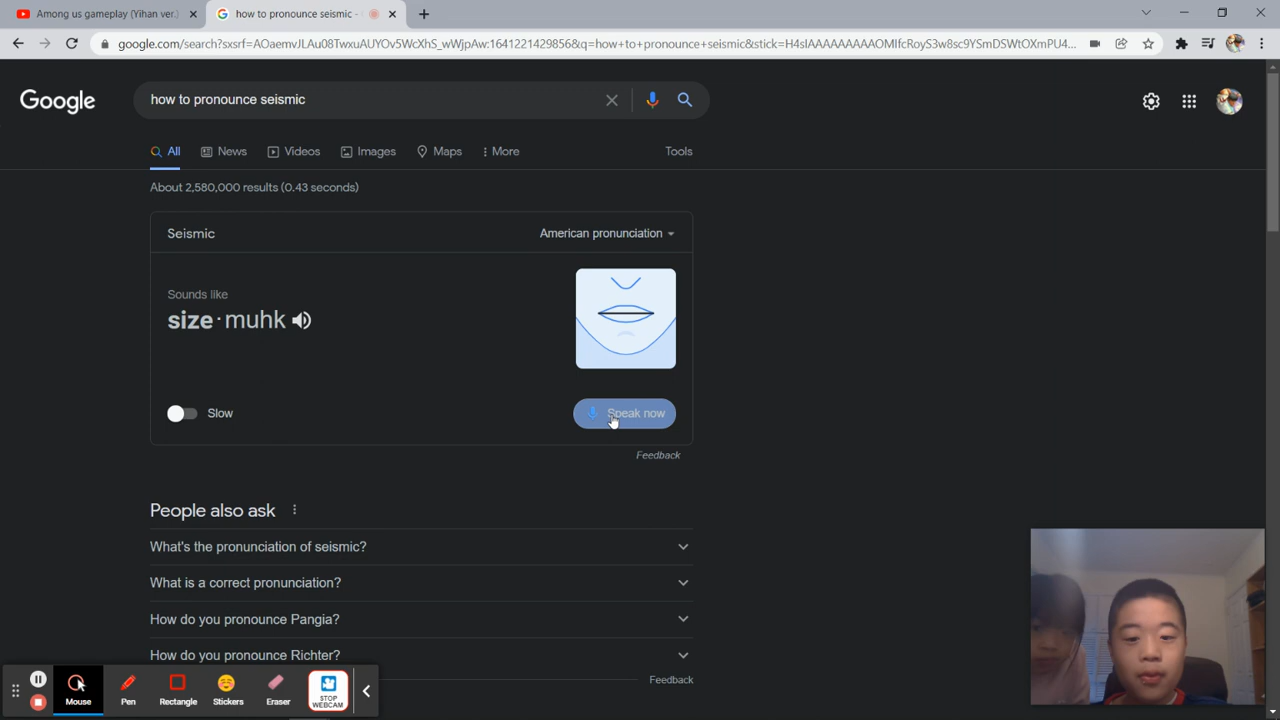 Among us gameplay (Yihan ver.)
how to pronounce seismic -
google.com/search?sxsrf=AOaemvJLAu08TwxuAUYOv5WcXhS_wWjpAw:1641221429856&q=how+to+pronounce+seismic&stick=H4sIAAAAAAAAAOMIfcRoyS3w8sc9YSmDSWtOXmPU4...
Google
how to pronounce seismic
All
News
Videos
Images
Maps
More
Tools
About 2,580,000 results (0.43 seconds)
Seismic
American pronunciation
Sounds like
size · muhk
Slow
Speak now
Feedback
People also ask
What's the pronunciation of seismic?
What is a correct pronunciation?
How do you pronounce Pangia?
How do you pronounce Richter?
Feedback
Mouse
Pen
Rectangle
Stickers
Eraser
STOP
WEBCAM